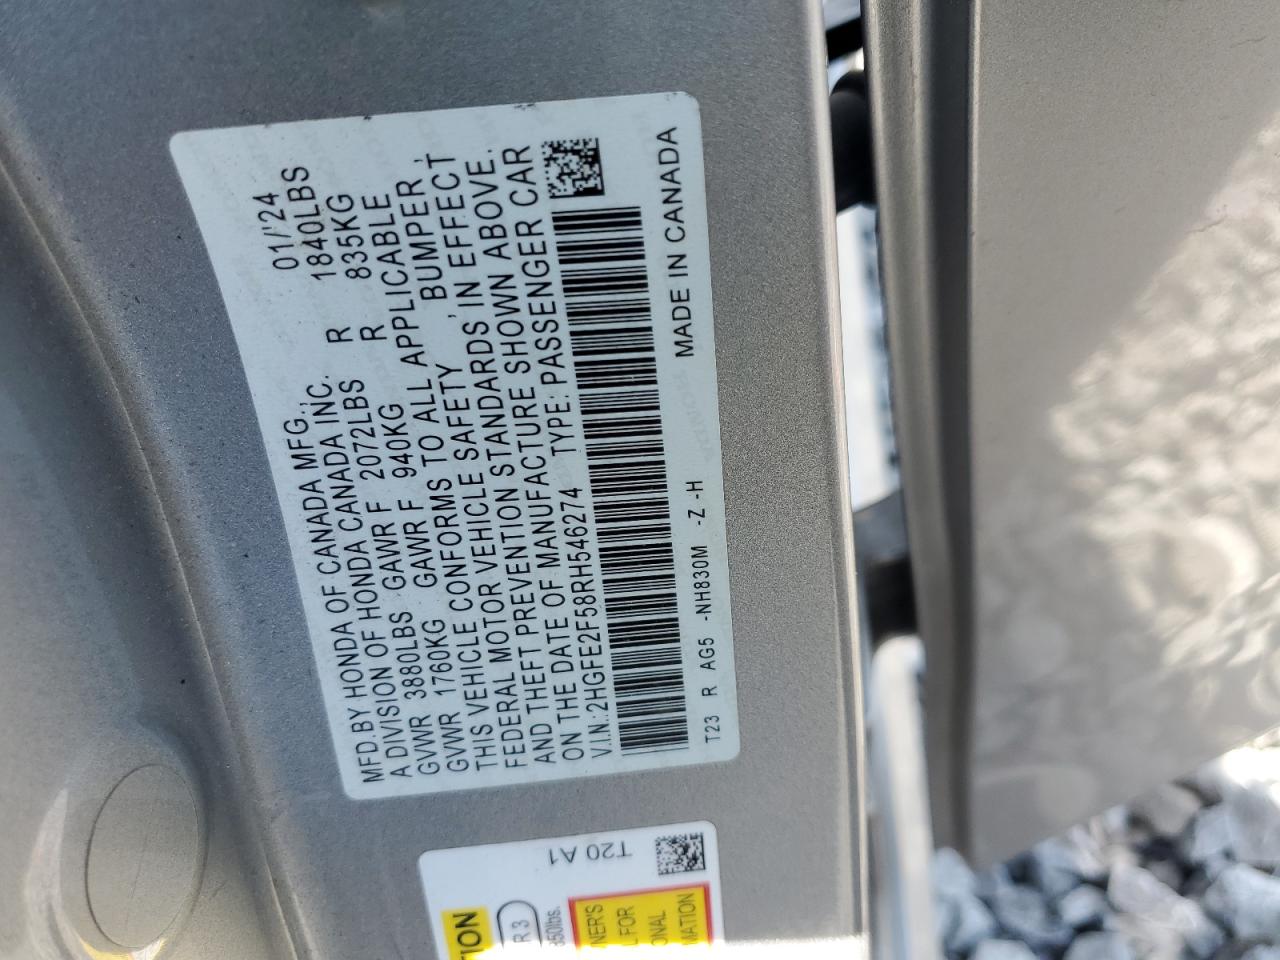 MFD.BY HONDA OF CANADA MFG., 01/'24
A DIVISION OF HONDA CANADA INC.
GVWR 3880LBS GAWR F 2072LBS R 1840LBS
GVWR 1760KG GAWR F 940KG R 835KG
THIS VEHICLE CONFORMS TO ALL APPLICABLE
FEDERAL MOTOR VEHICLE SAFETY , BUMPER ,
AND THEFT PREVENTION STANDARDS, IN EFFECT
ON THE DATE OF MANUFACTURE SHOWN ABOVE.
V.I.N.:2HGFE2F58RH546274 TYPE: PASSENGER CAR
MADE IN CANADA
T23 R AG5 -NH830M -Z -H
T20 A1
R 3
NER'S
L FOR